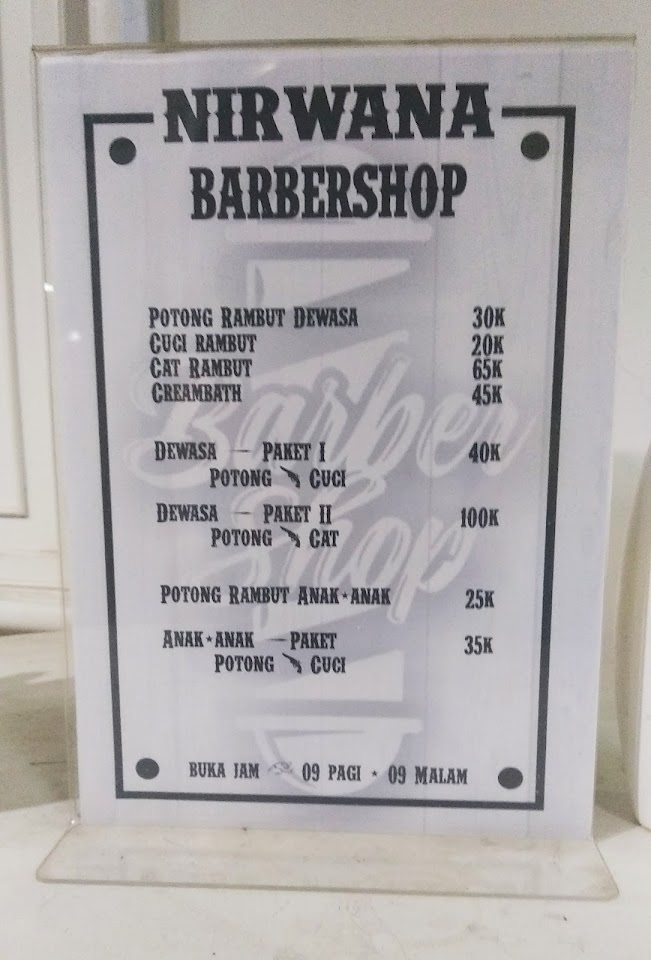 NIRWANA
BARBERSHOP
POTONG RAMBUT DEWASA 30K
CUCI RAMBUT 20K
CAT RAMBUT 65K
CREAMBATH 45K
DEWASA — PAKET I 40K
POTONG CUCI
DEWASA — PAKET II 100K
POTONG CAT
POTONG RAMBUT ANAK*ANAK 25K
ANAK*ANAK — PAKET 35K
POTONG CUCI
BUKA JAM 09 PAGI * 09 MALAM
Barber
Shop